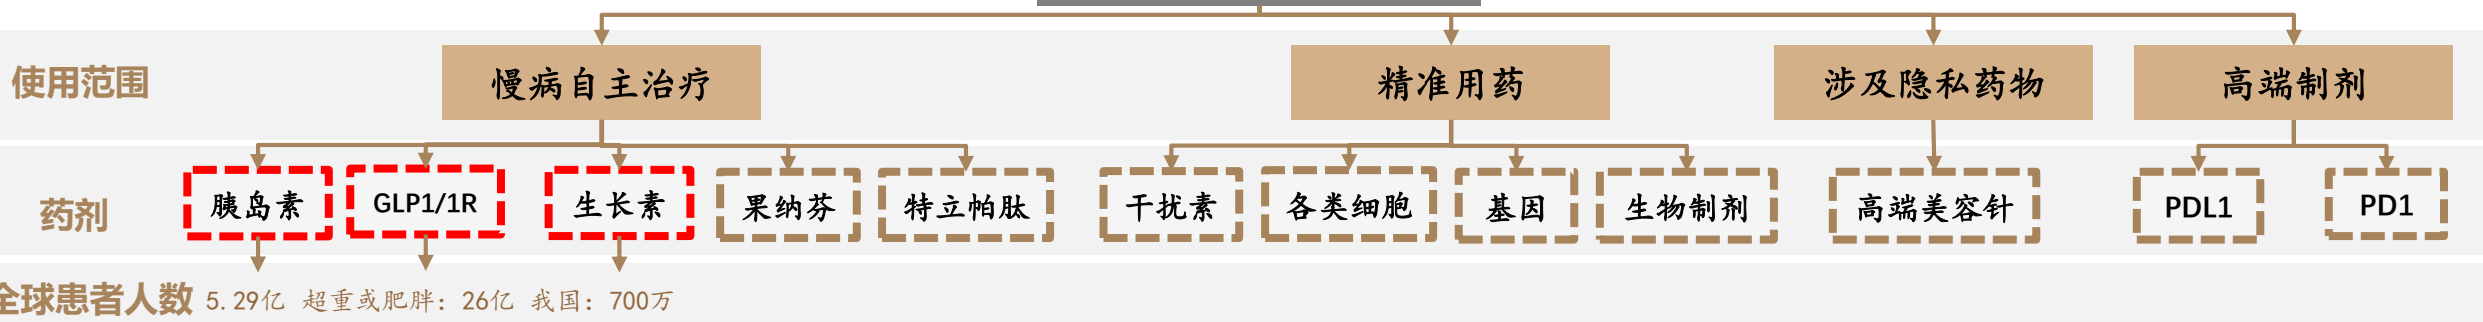 使用范围
慢病自主治疗
精准用药
涉及隐私药物
高端制剂
药剂
胰岛素
GLP1/1R
生长素
果纳芬
特立帕肽
干扰素
各类细胞
基因
生物制剂
高端美容针
PDL1
PD1
全球患者人数
5.29亿 超重或肥胖：26亿 我国：700万